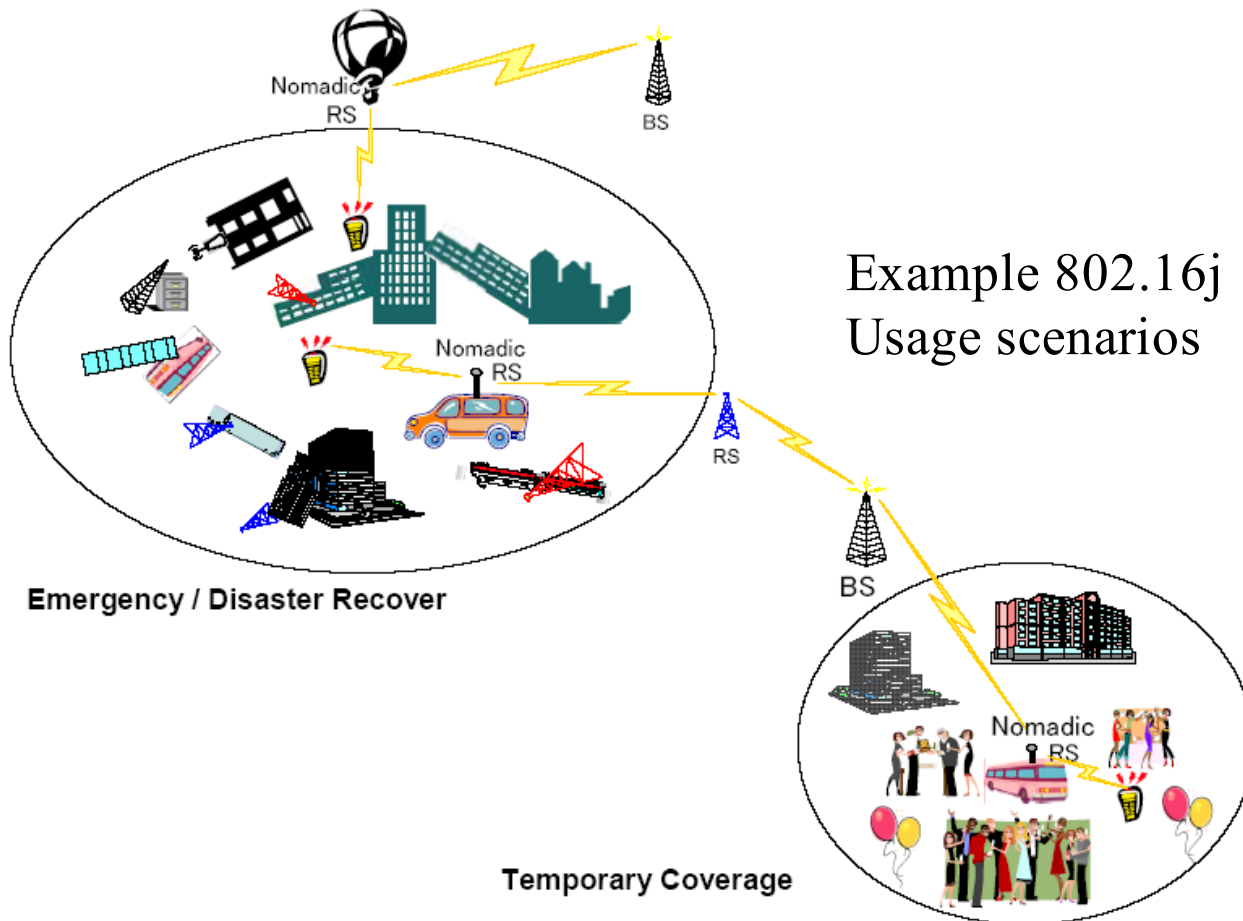 Nomadic
RS
BS
Example 802.16j
Usage scenarios
Nomadic
RS
RS
BS
Emergency / Disaster Recover
Nomadic
RS
Temporary Coverage